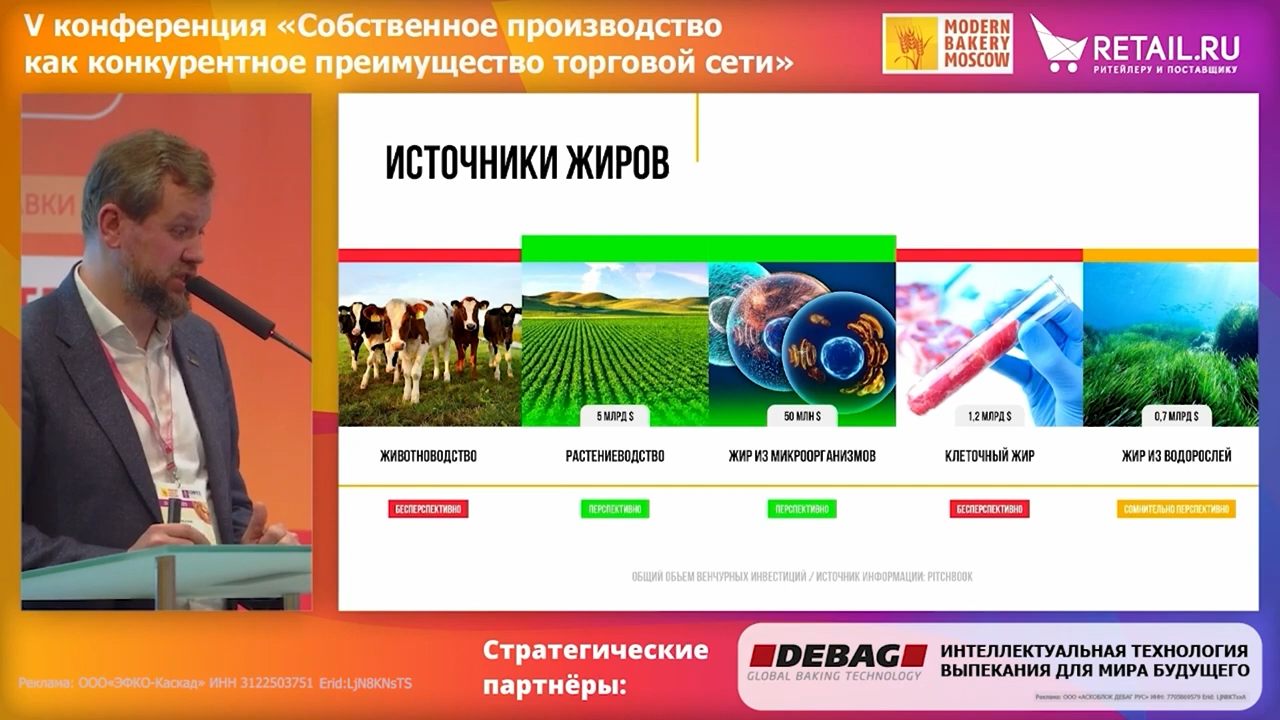 V конференция «Собственное производство
как конкурентное преимущество торговой сети»
MODERN
BAKERY
MOSCOW
RETAIL.RU
РИТЕЙЛЕРУ И ПОСТАВЩИКУ
ИСТОЧНИКИ ЖИРОВ
5 МЛРД $
50 МЛН $
1,2 МЛРД $
0,7 МЛРД $
ЖИВОТНОВОДСТВО
РАСТЕНИЕВОДСТВО
ЖИР ИЗ МИКРООРГАНИЗМОВ
КЛЕТОЧНЫЙ ЖИР
ЖИР ИЗ ВОДОРОСЛЕЙ
БЕСПЕРСПЕКТИВНО
ПЕРСПЕКТИВНО
ПЕРСПЕКТИВНО
БЕСПЕРСПЕКТИВНО
СОМНИТЕЛЬНО ПЕРСПЕКТИВНО
ОБЩИЙ ОБЪЕМ ВЕНЧУРНЫХ ИНВЕСТИЦИЙ / ИСТОЧНИК ИНФОРМАЦИИ: PITCHBOOK
Стратегические
партнёры:
DEBAG
GLOBAL BAKING TECHNOLOGY
ИНТЕЛЛЕКТУАЛЬНАЯ ТЕХНОЛОГИЯ
ВЫПЕКАНИЯ ДЛЯ МИРА БУДУЩЕГО
Реклама: ООО«ЭФКО-Каскад» ИНН 3122503751 Erid:LjN8KNsTS